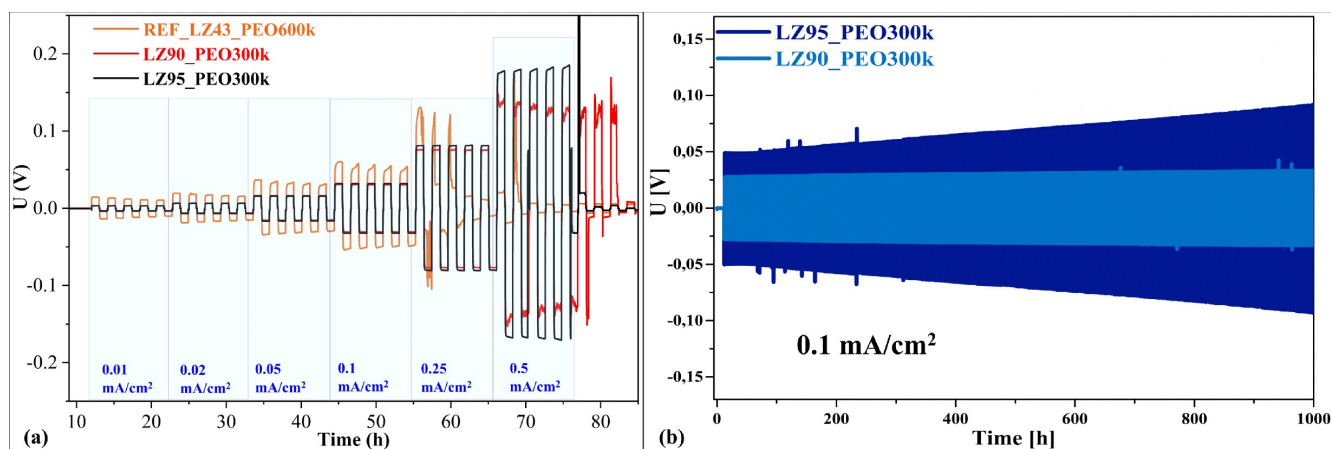 REF_LZ43_PEO600k
LZ90_PEO300k
LZ95_PEO300k
0.2
0.1
0.0
-0.1
-0.2
U (V)
0.01
mA/cm²
0.02
mA/cm²
0.05
mA/cm²
0.1
mA/cm²
0.25
mA/cm²
0.5
mA/cm²
10 20 30 40 50 60 70 80
(a)
Time (h)
LZ95_PEO300k
LZ90_PEO300k
0,15
0,10
0,05
0,00
-0,05
-0,10
-0,15
U [V]
0.1 mA/cm²
0 200 400 600 800 1000
(b)
Time [h]